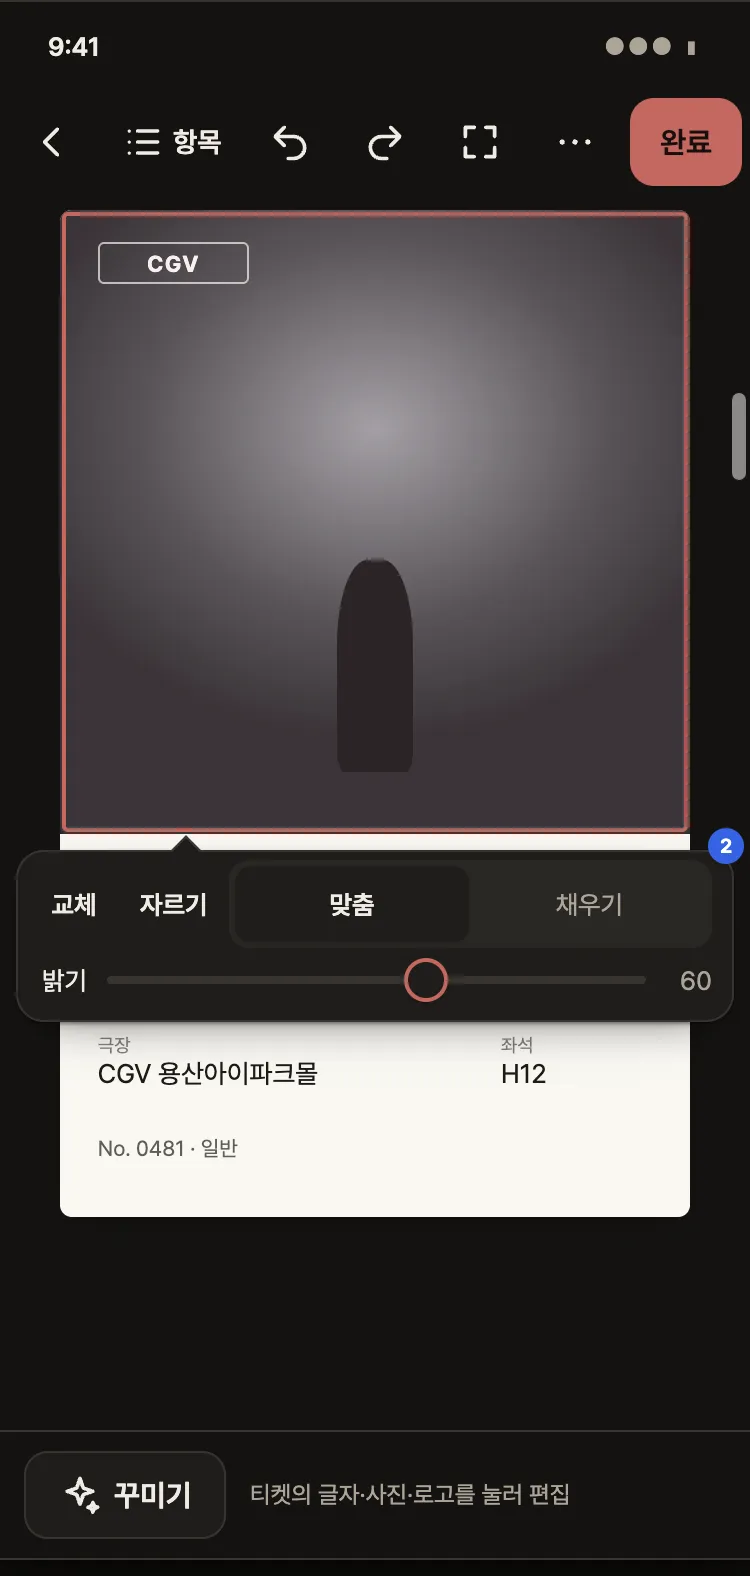 9:41
항목
완료
CGV
2
교체 자르기 맞춤 채우기
밝기 60
극장 좌석
CGV 용산아이파크몰 H12
No. 0481 · 일반
꾸미기 티켓의 글자·사진·로고를 눌러 편집